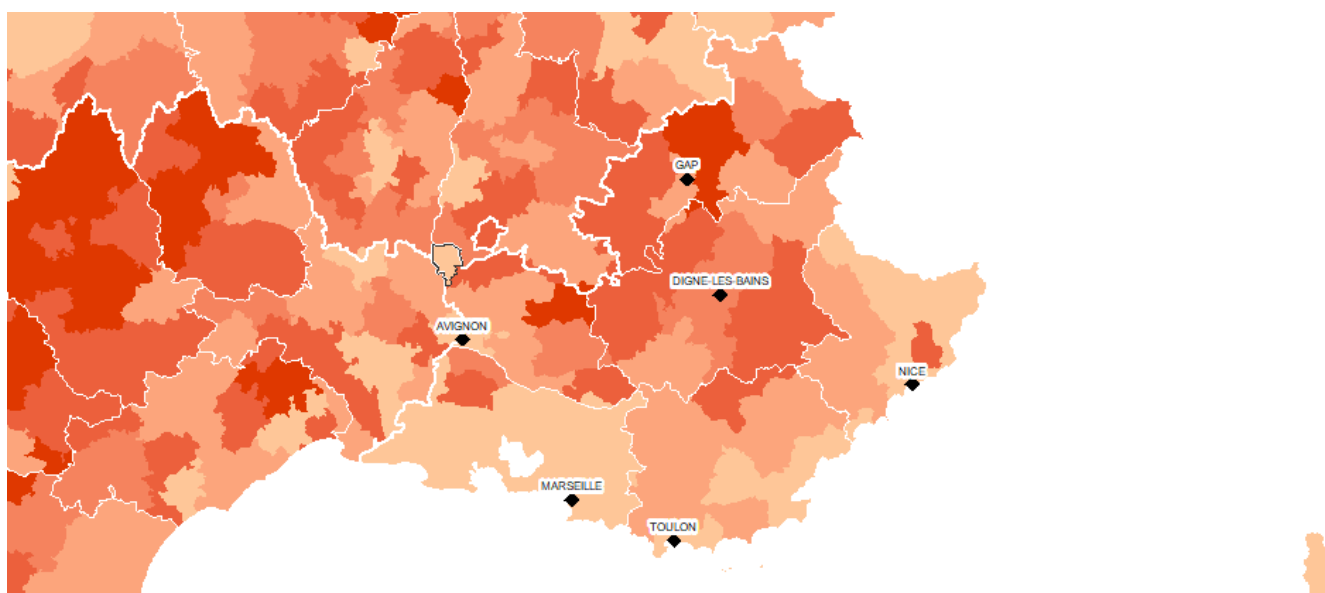 GAP
DIGNE-LES-BAINS
AVIGNON
NICE
MARSEILLE
TOULON